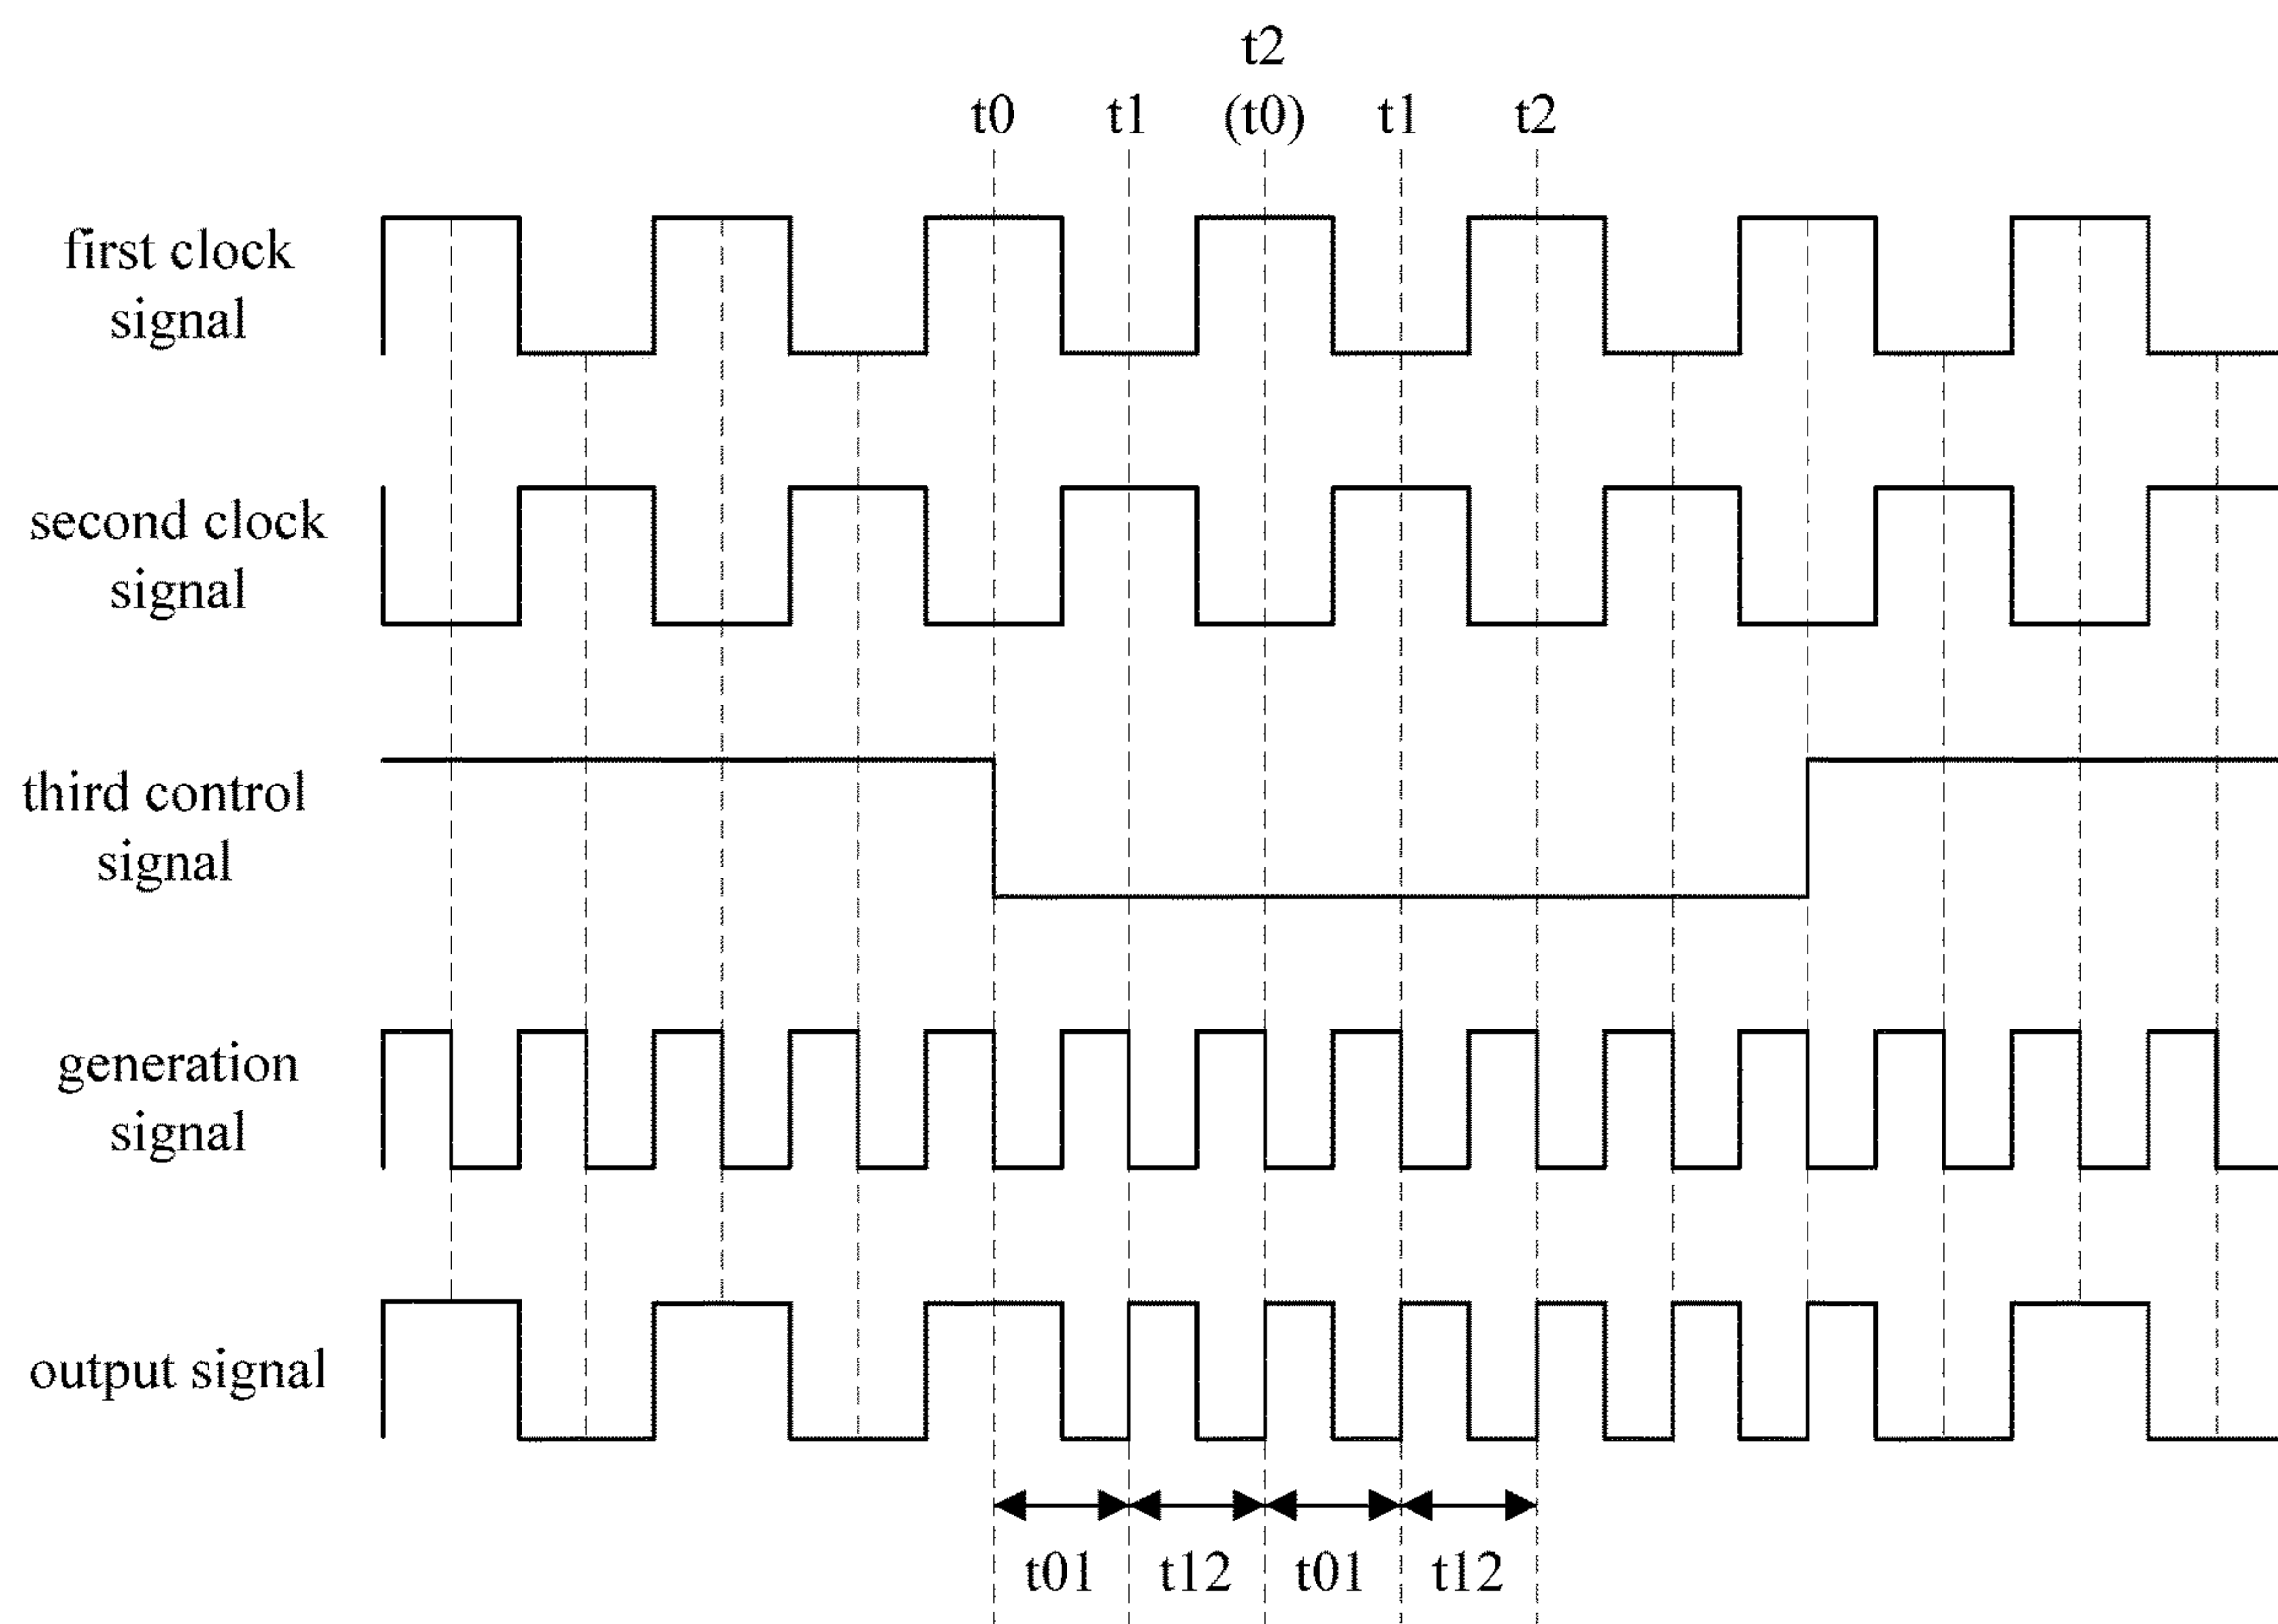 t2
t0 t1 (t0) t1 t2
first clock
signal
second clock
signal
third control
signal
generation
signal
output signal
t01 t12 t01 t12